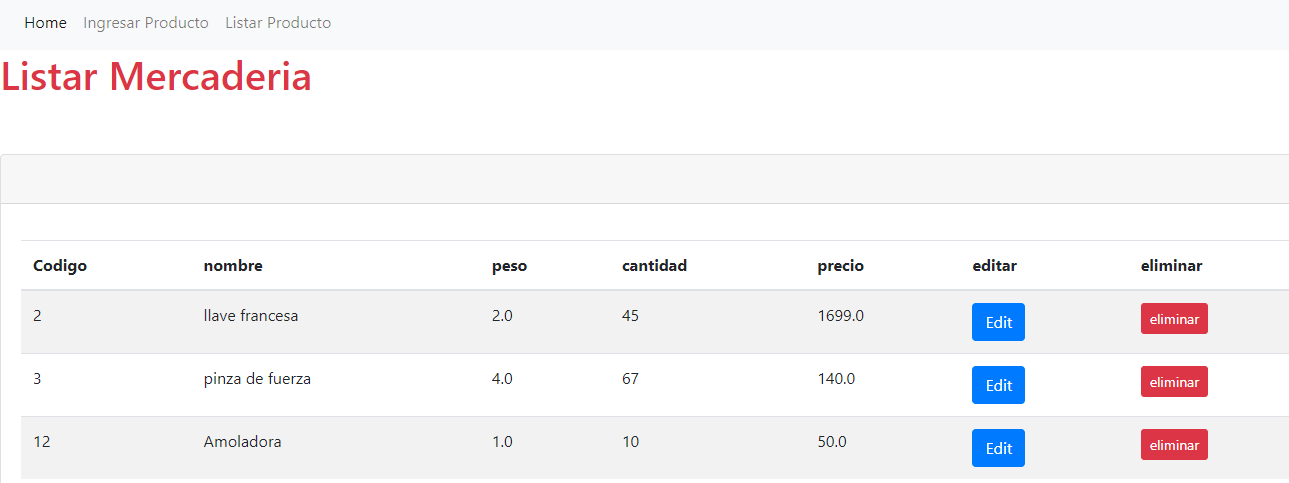 Home Ingresar Producto Listar Producto
Listar Mercaderia
Codigo nombre peso cantidad precio editar eliminar
2 llave francesa 2.0 45 1699.0 Edit eliminar
3 pinza de fuerza 4.0 67 140.0 Edit eliminar
12 Amoladora 1.0 10 50.0 Edit eliminar